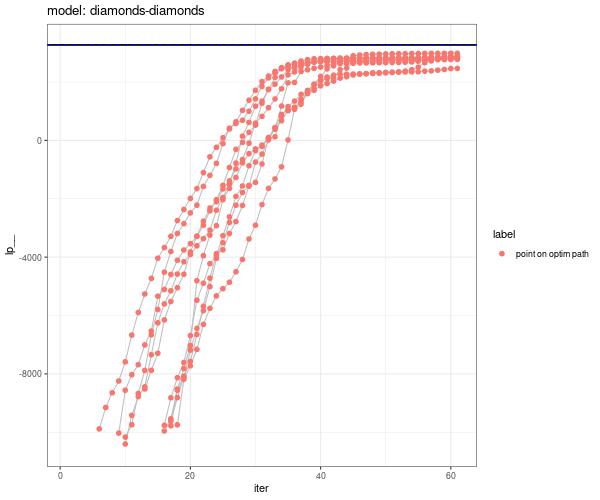 model: diamonds-diamonds
0
-4000
-8000
lp__
0
20
40
60
iter
label
point on optim path